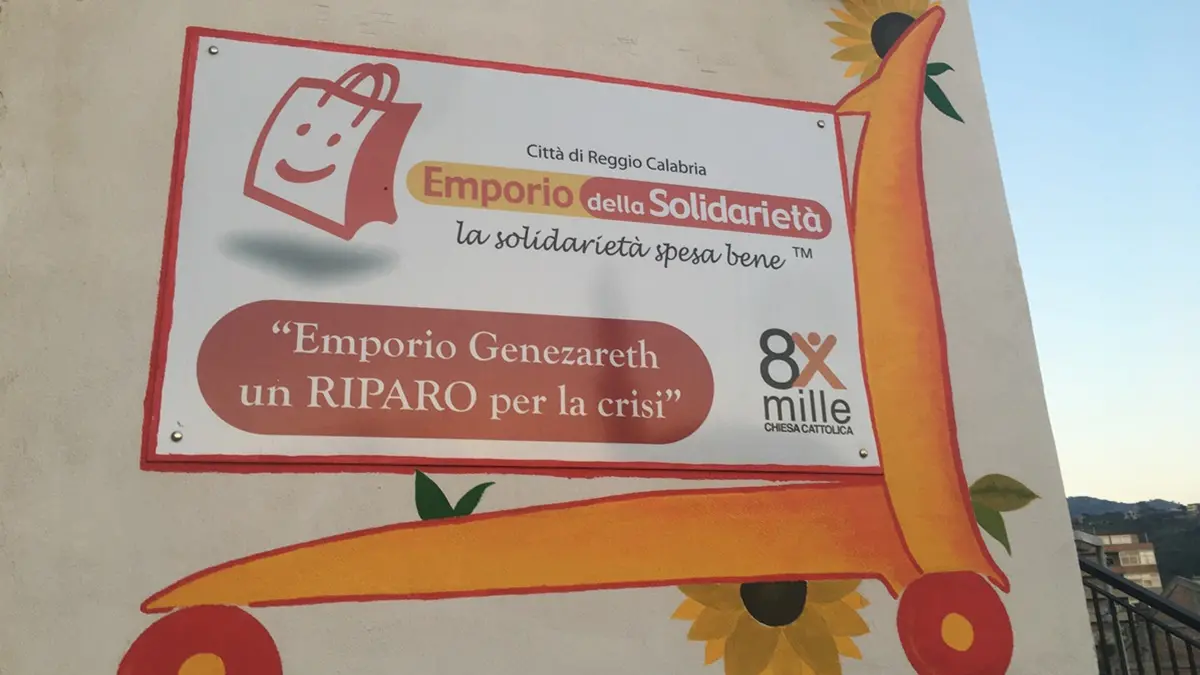 Città di Reggio Calabria
Emporio della Solidarietà
la solidarietà spesa bene ™
“Emporio Genezareth
un RIPARO per la crisi”
8x
mille
CHIESA CATTOLICA